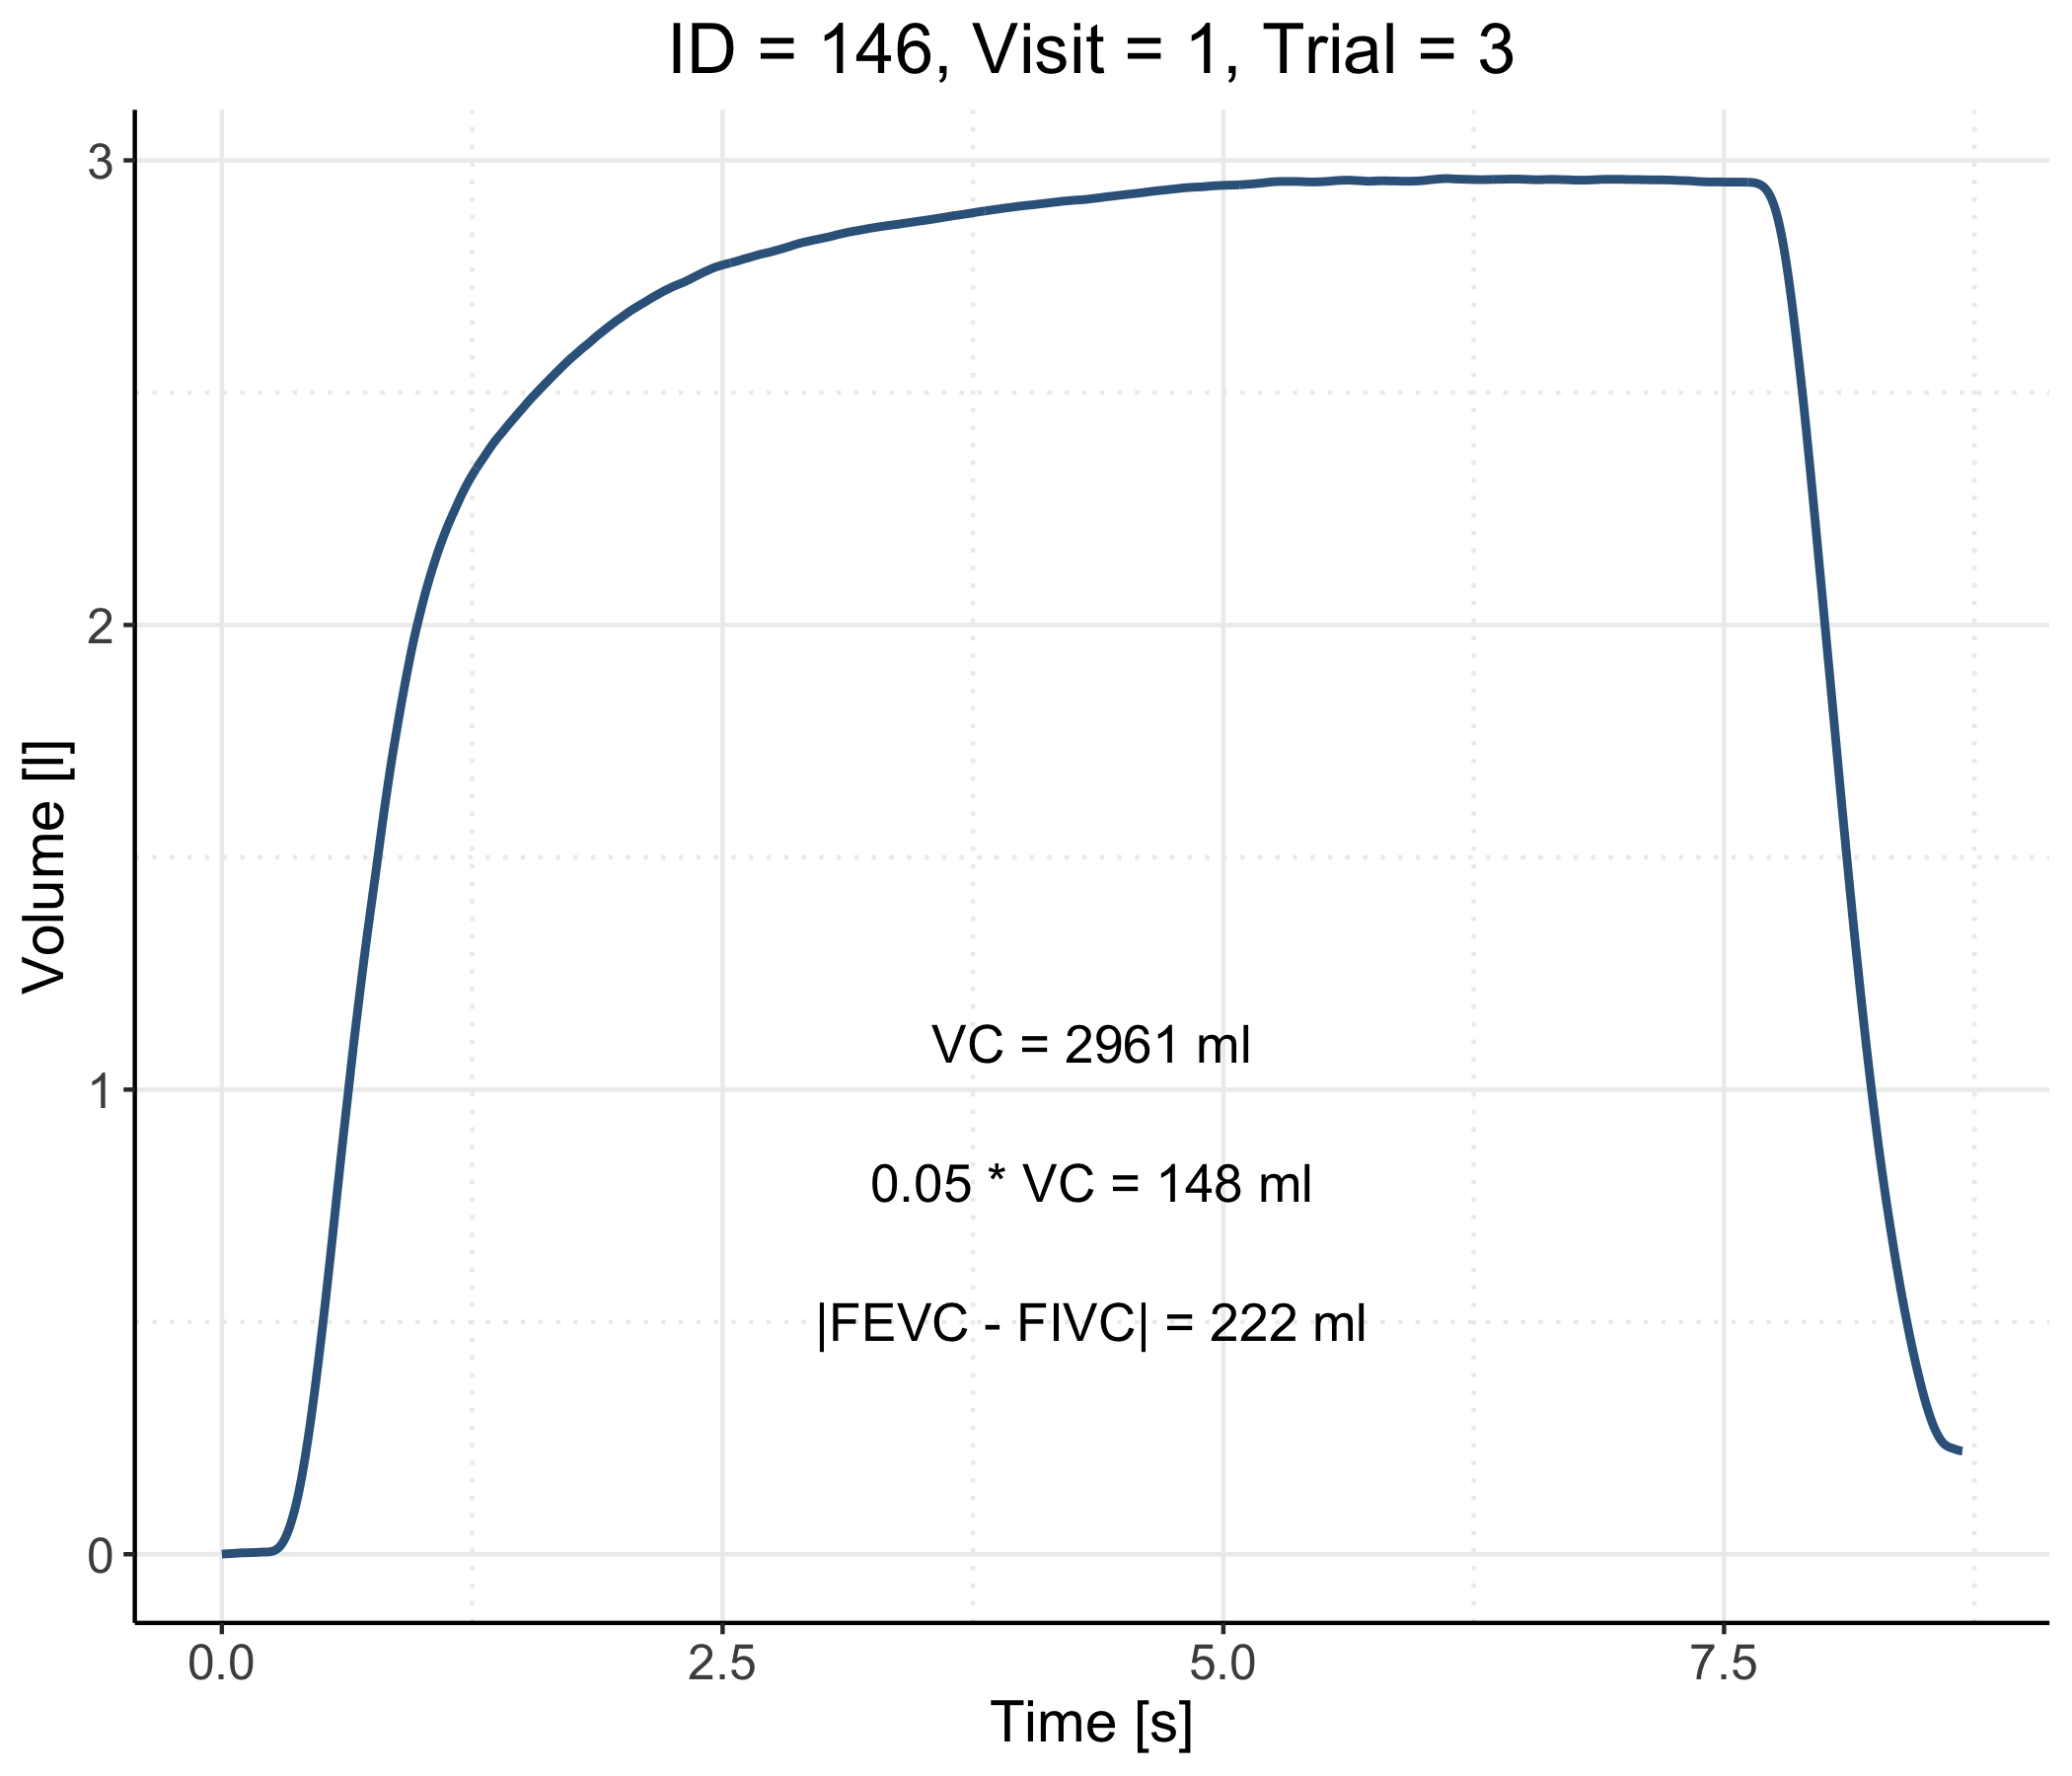 ID = 146, Visit = 1, Trial = 3
3
2
1
0
Volume [l]
VC = 2961 ml
0.05 * VC = 148 ml
|FEVC - FIVC| = 222 ml
0.0 2.5 5.0 7.5
Time [s]